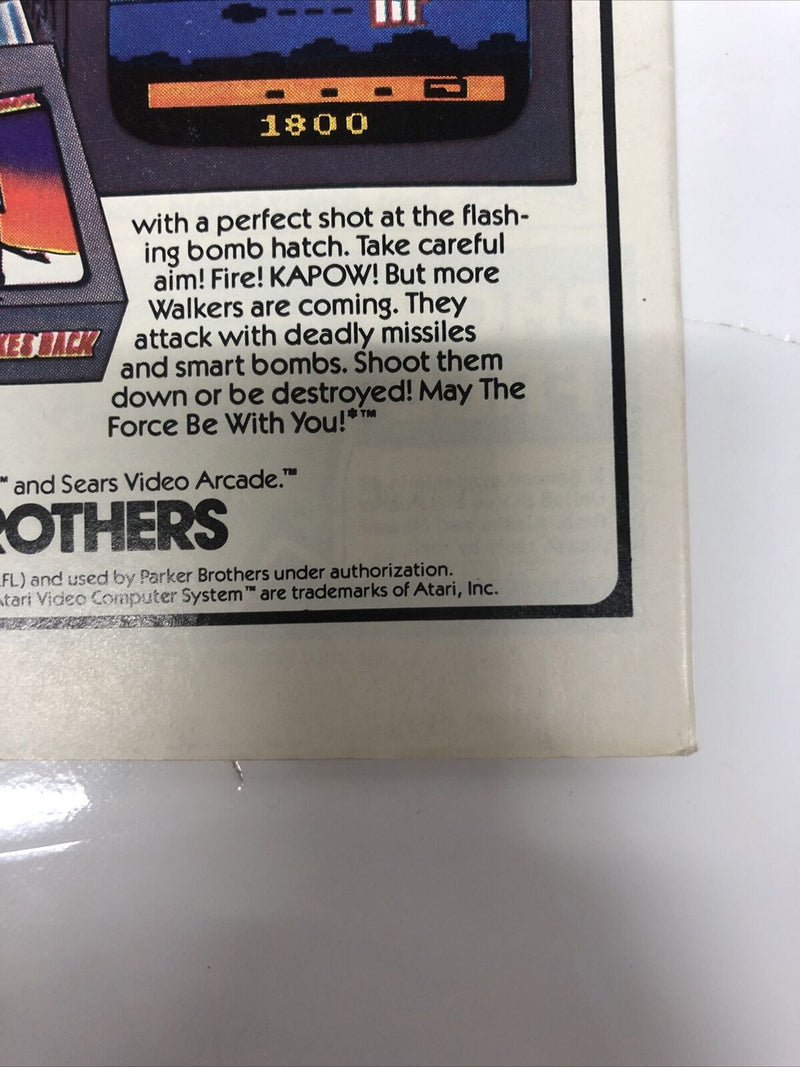 1800
with a perfect shot at the flash-
ing bomb hatch. Take careful
aim! Fire! KAPOW! But more
Walkers are coming. They
attack with deadly missiles
and smart bombs. Shoot them
down or be destroyed! May The
Force Be With You!*™
KES BACK
™ and Sears Video Arcade.™
ROTHERS
FL) and used by Parker Brothers under authorization.
Atari Video Computer System™ are trademarks of Atari, Inc.